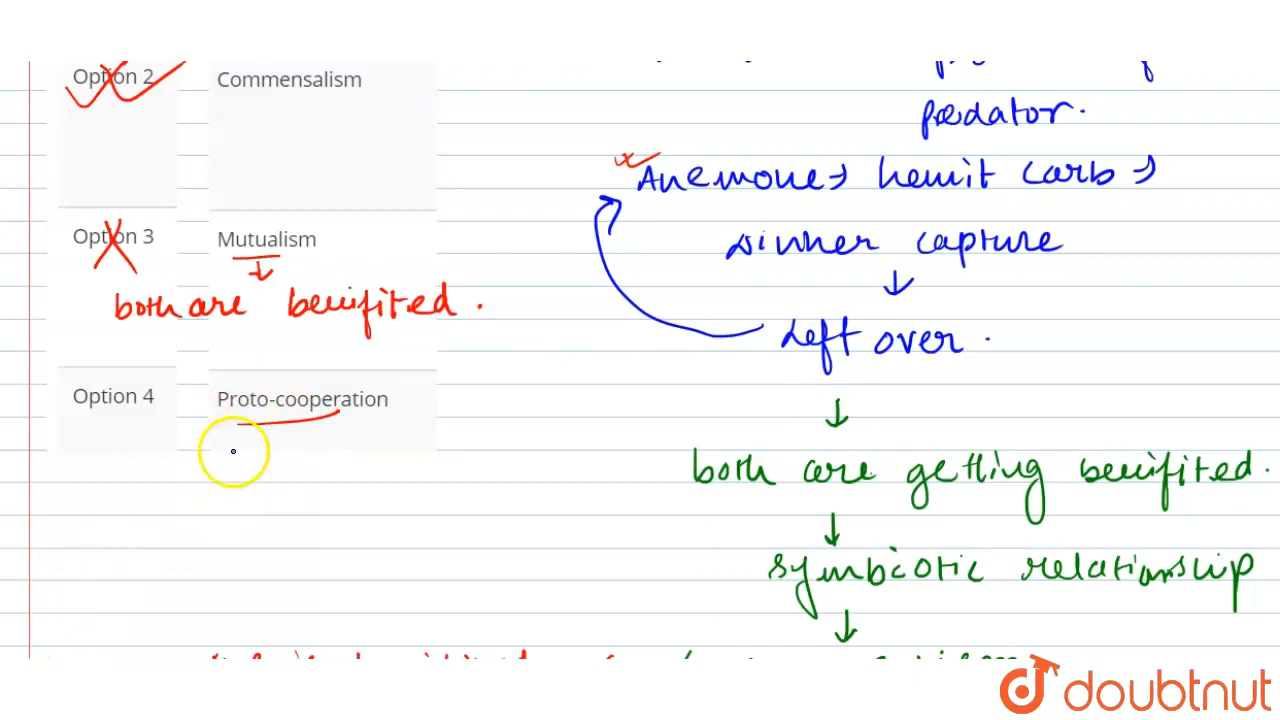 Option 2
Commensalism
predator.
Anemone → hermit carb →
Dinner capture
↓
Left over.
Option 3
Mutualism
↓
both are benifited.
Option 4
Proto-cooperation
↓
both are getting benifited.
↓
symbiotic relationship
↓
doubtnut